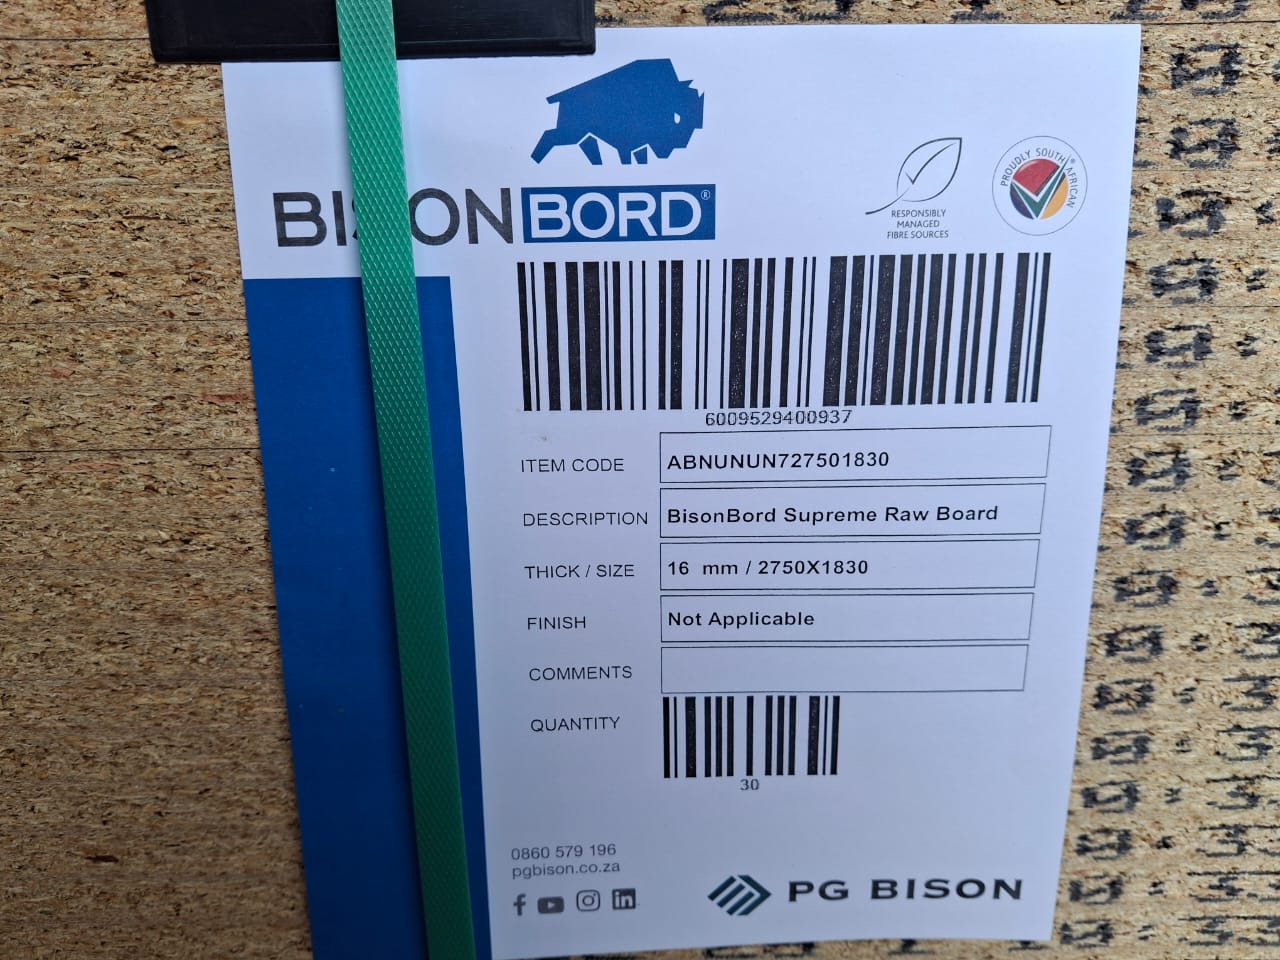 BISONBORD®
RESPONSIBLY
MANAGED
FIBRE SOURCES
PROUDLY SOUTH AFRICAN
6009529400937
ITEM CODE ABNUNUN727501830
DESCRIPTION BisonBord Supreme Raw Board
THICK / SIZE 16 mm / 2750X1830
FINISH Not Applicable
COMMENTS
QUANTITY
30
0860 579 196
pgbison.co.za
PG BISON